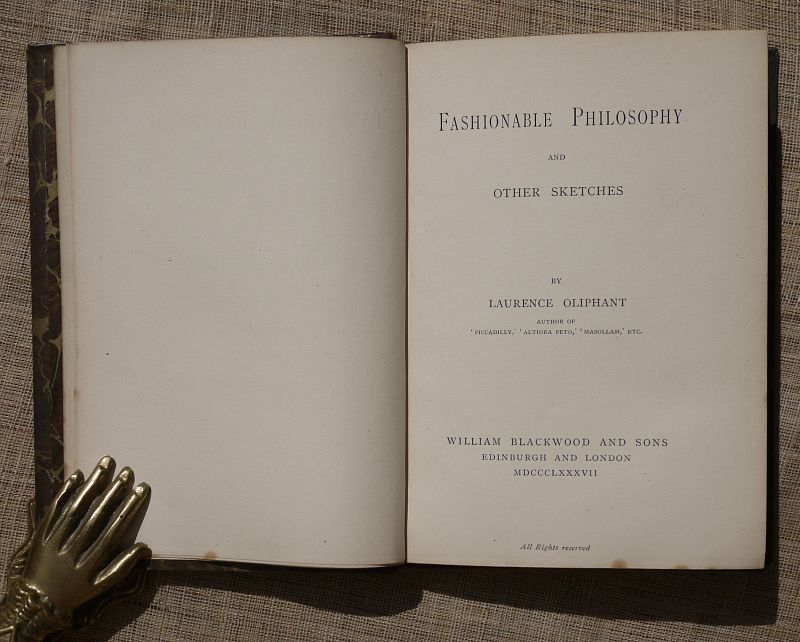 FASHIONABLE PHILOSOPHY
AND
OTHER SKETCHES
BY
LAURENCE OLIPHANT
AUTHOR OF
'PICCADILLY,' 'ALTIORA PETO,' 'MASOLLAM,' ETC.
WILLIAM BLACKWOOD AND SONS
EDINBURGH AND LONDON
MDCCCLXXXVII
All Rights reserved